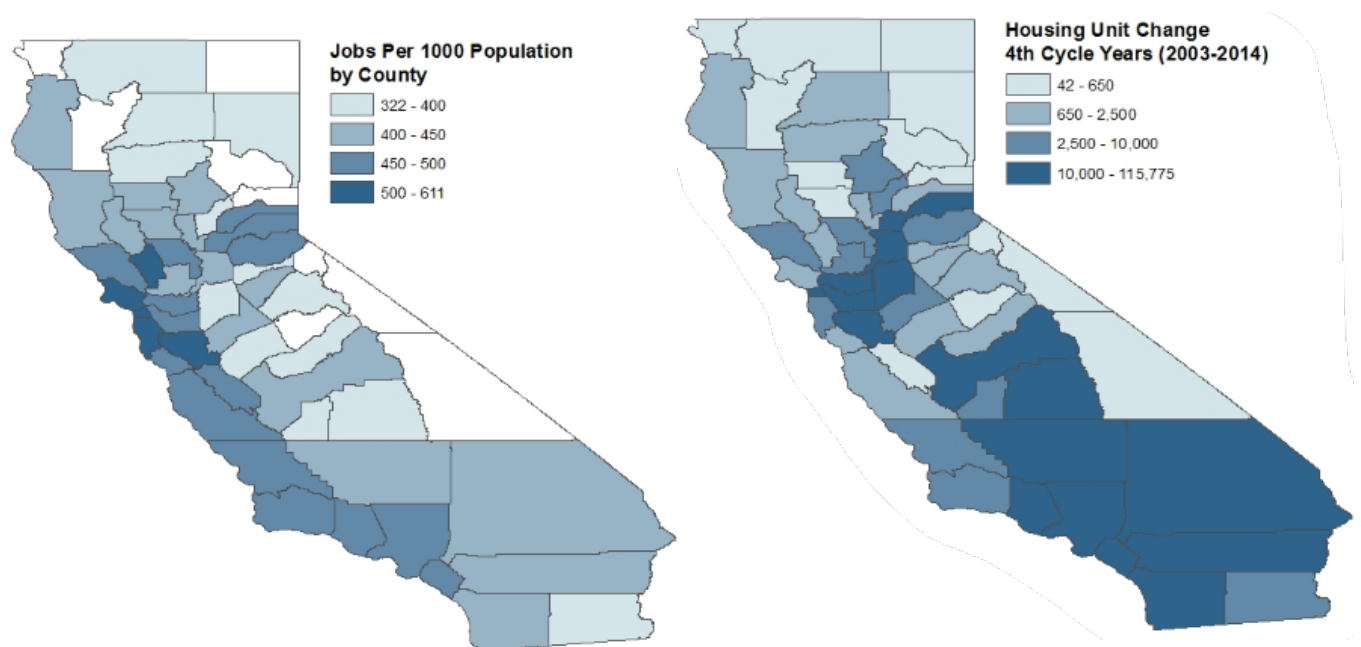 Jobs Per 1000 Population
by County
322 - 400
400 - 450
450 - 500
500 - 611
Housing Unit Change
4th Cycle Years (2003-2014)
42 - 650
650 - 2,500
2,500 - 10,000
10,000 - 115,775